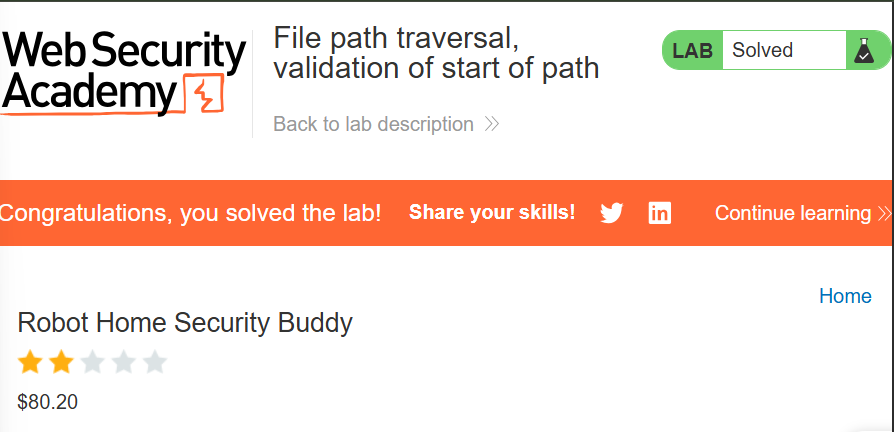 Web Security
Academy
File path traversal,
validation of start of path
Back to lab description
LAB Solved
Congratulations, you solved the lab! Share your skills! Continue learning
Home
Robot Home Security Buddy
$80.20